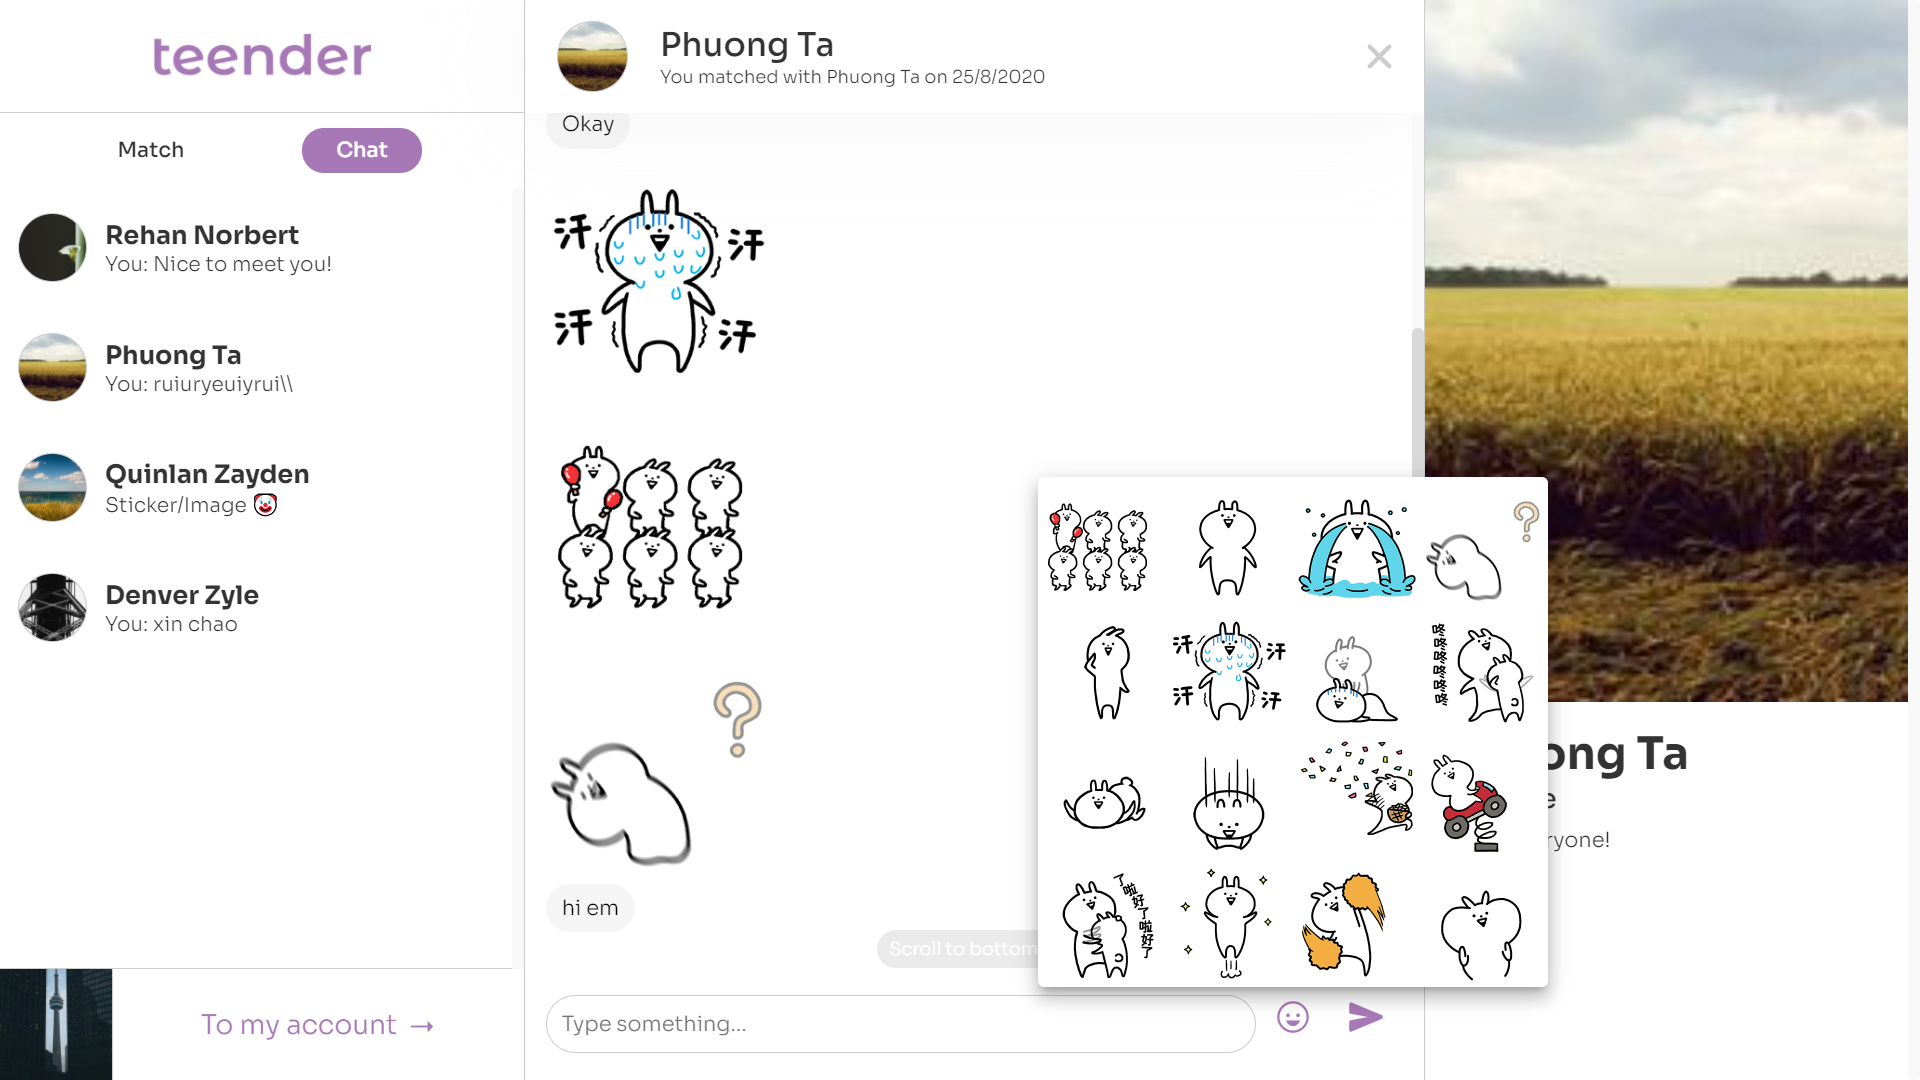 teender
Match
Chat
Rehan Norbert
You: Nice to meet you!
Phuong Ta
You: ruiuryeuiyrui\\
Quinlan Zayden
Sticker/Image 🤡
Denver Zyle
You: xin chao
To my account →
Phuong Ta
You matched with Phuong Ta on 25/8/2020
Okay
汗
汗
汗
汗
?
hi em
Scroll to bottom
Type something...
?
汗
汗
汗
汗
了啦好了啦好了
ong Ta
e
ryone!